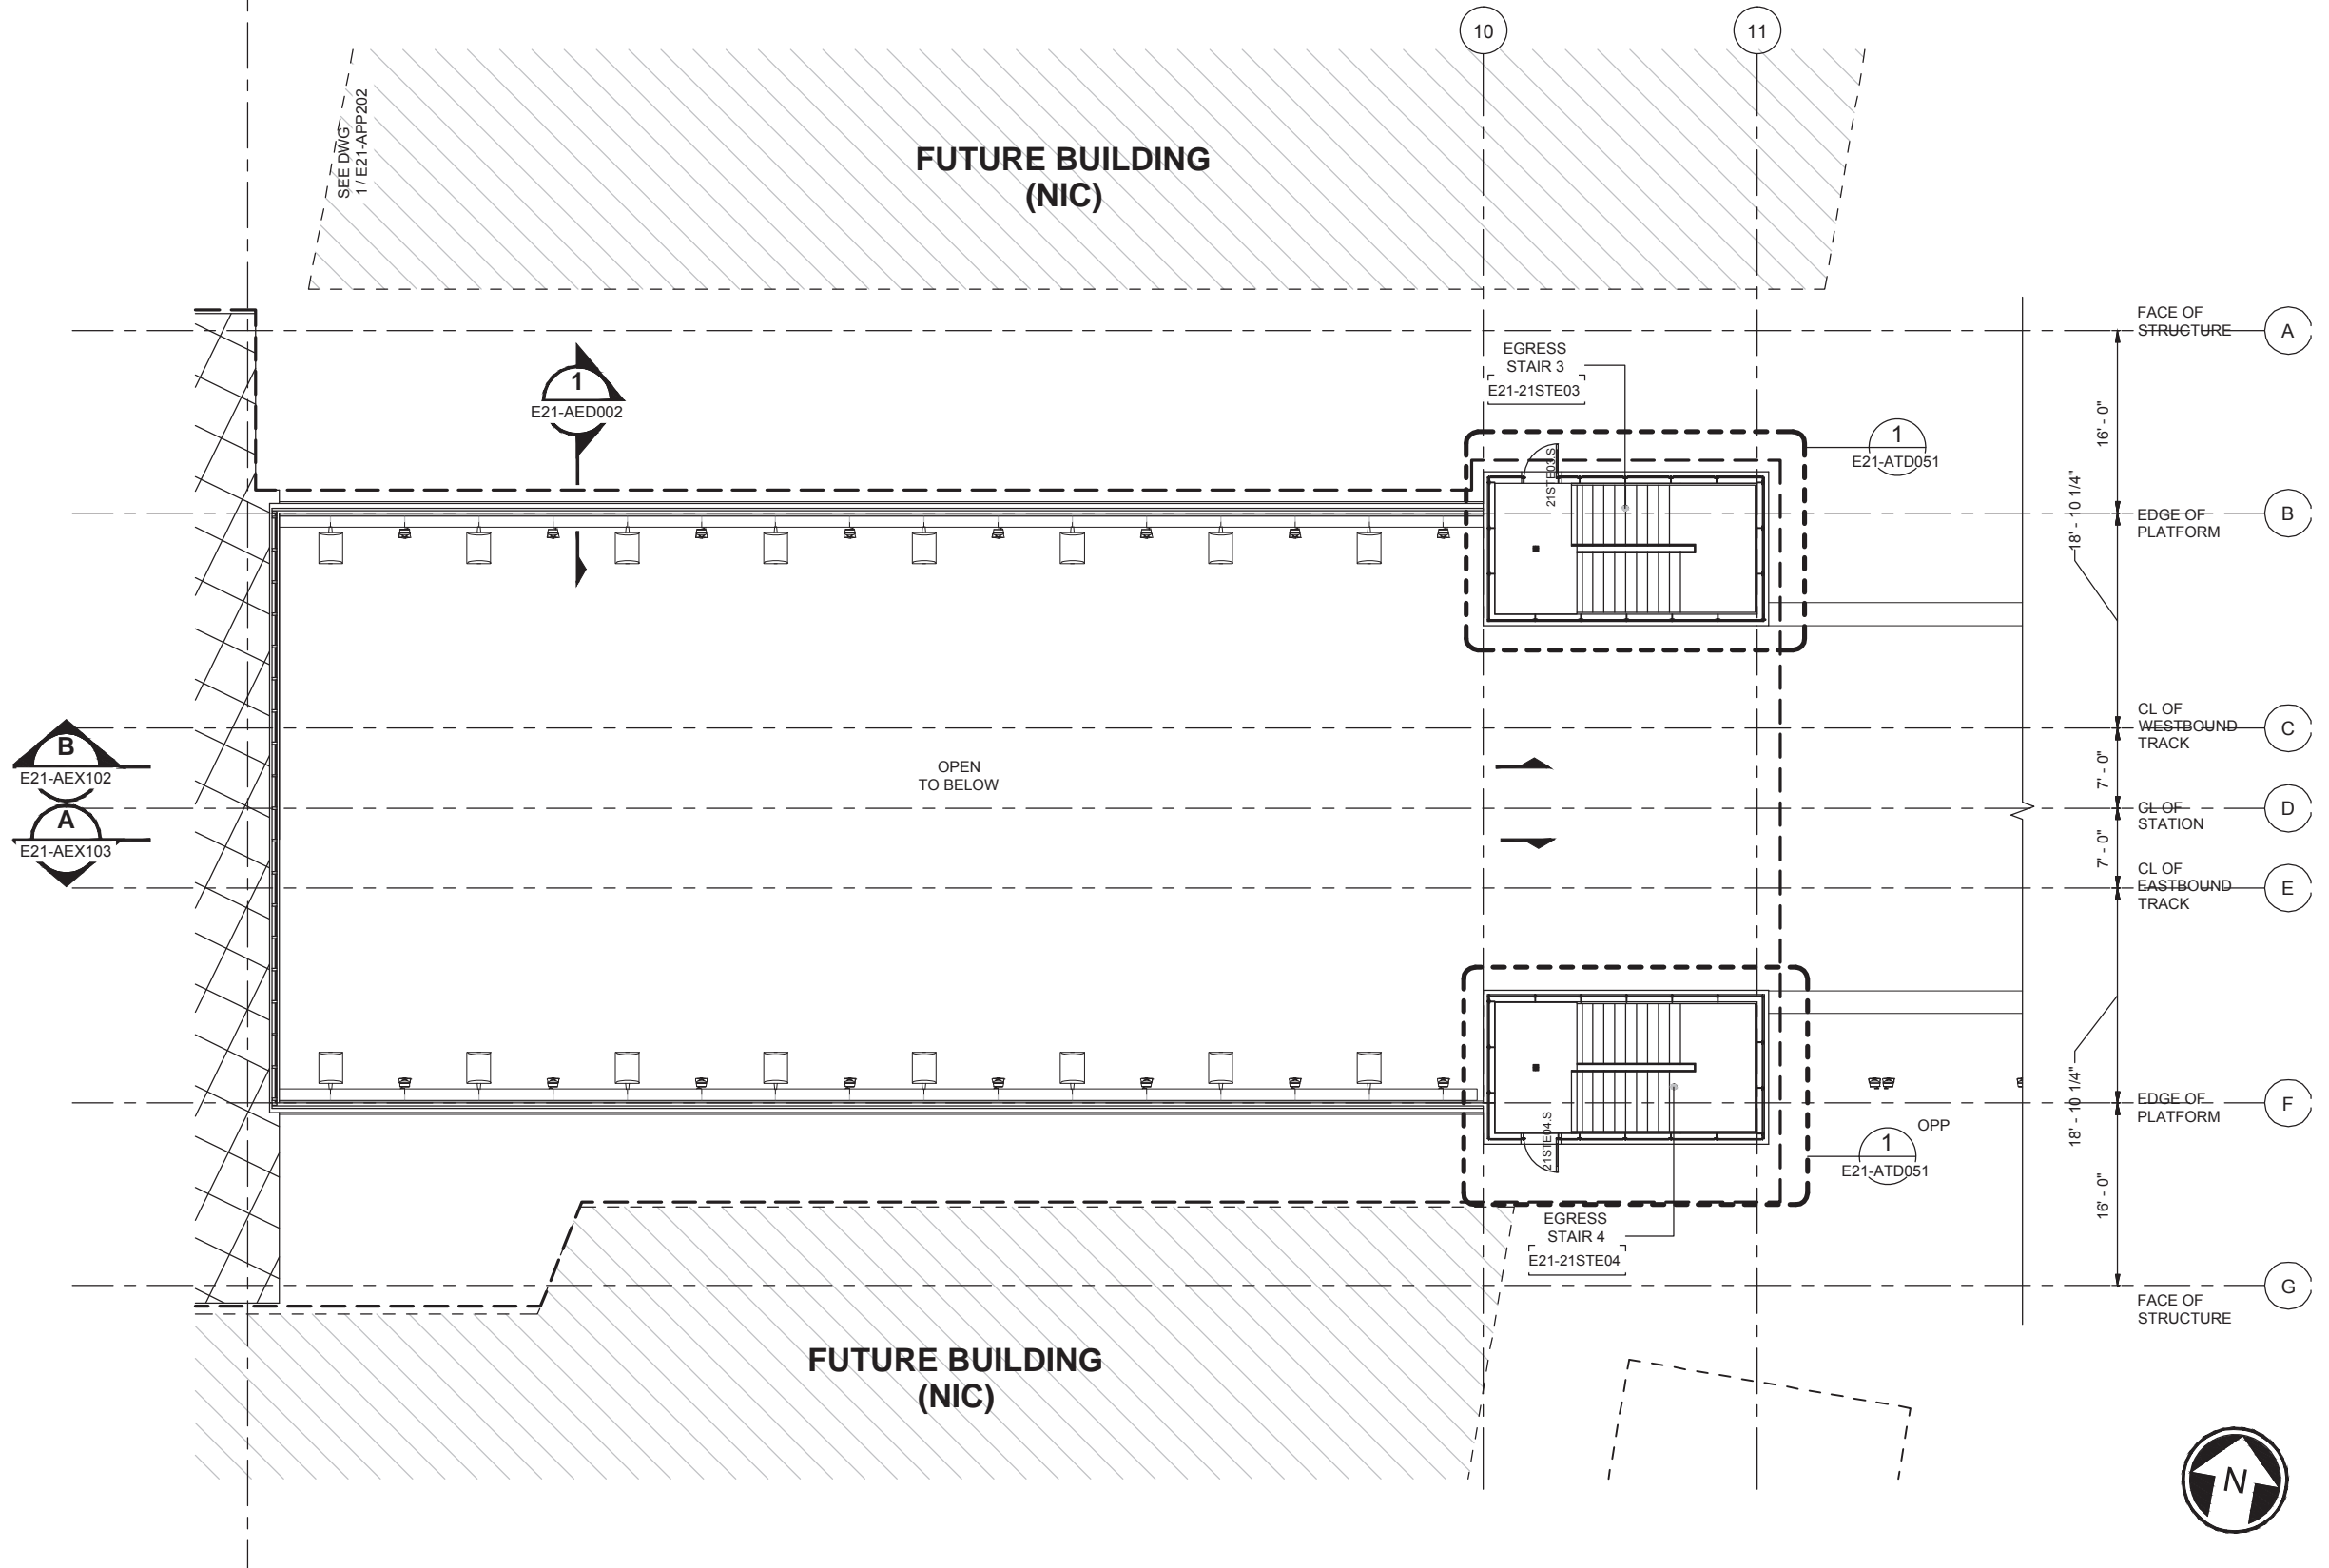 10
11
SEE DWG
1 / E21-APP202
FUTURE BUILDING
(NIC)
FACE OF
STRUCTURE
A
EGRESS
STAIR 3
E21-21STE03
1
E21-AED002
16' - 0"
1
E21-ATD051
21STE03.S
18' - 10 1/4"
EDGE OF
PLATFORM
B
CL OF
WESTBOUND
TRACK
C
B
E21-AEX102
OPEN
TO BELOW
7' - 0"
CL OF
STATION
D
A
E21-AEX103
7' - 0"
CL OF
EASTBOUND
TRACK
E
18' - 10 1/4"
EDGE OF
PLATFORM
F
OPP
1
E21-ATD051
21STE04.S
16' - 0"
EGRESS
STAIR 4
E21-21STE04
G
FACE OF
STRUCTURE
FUTURE BUILDING
(NIC)
N